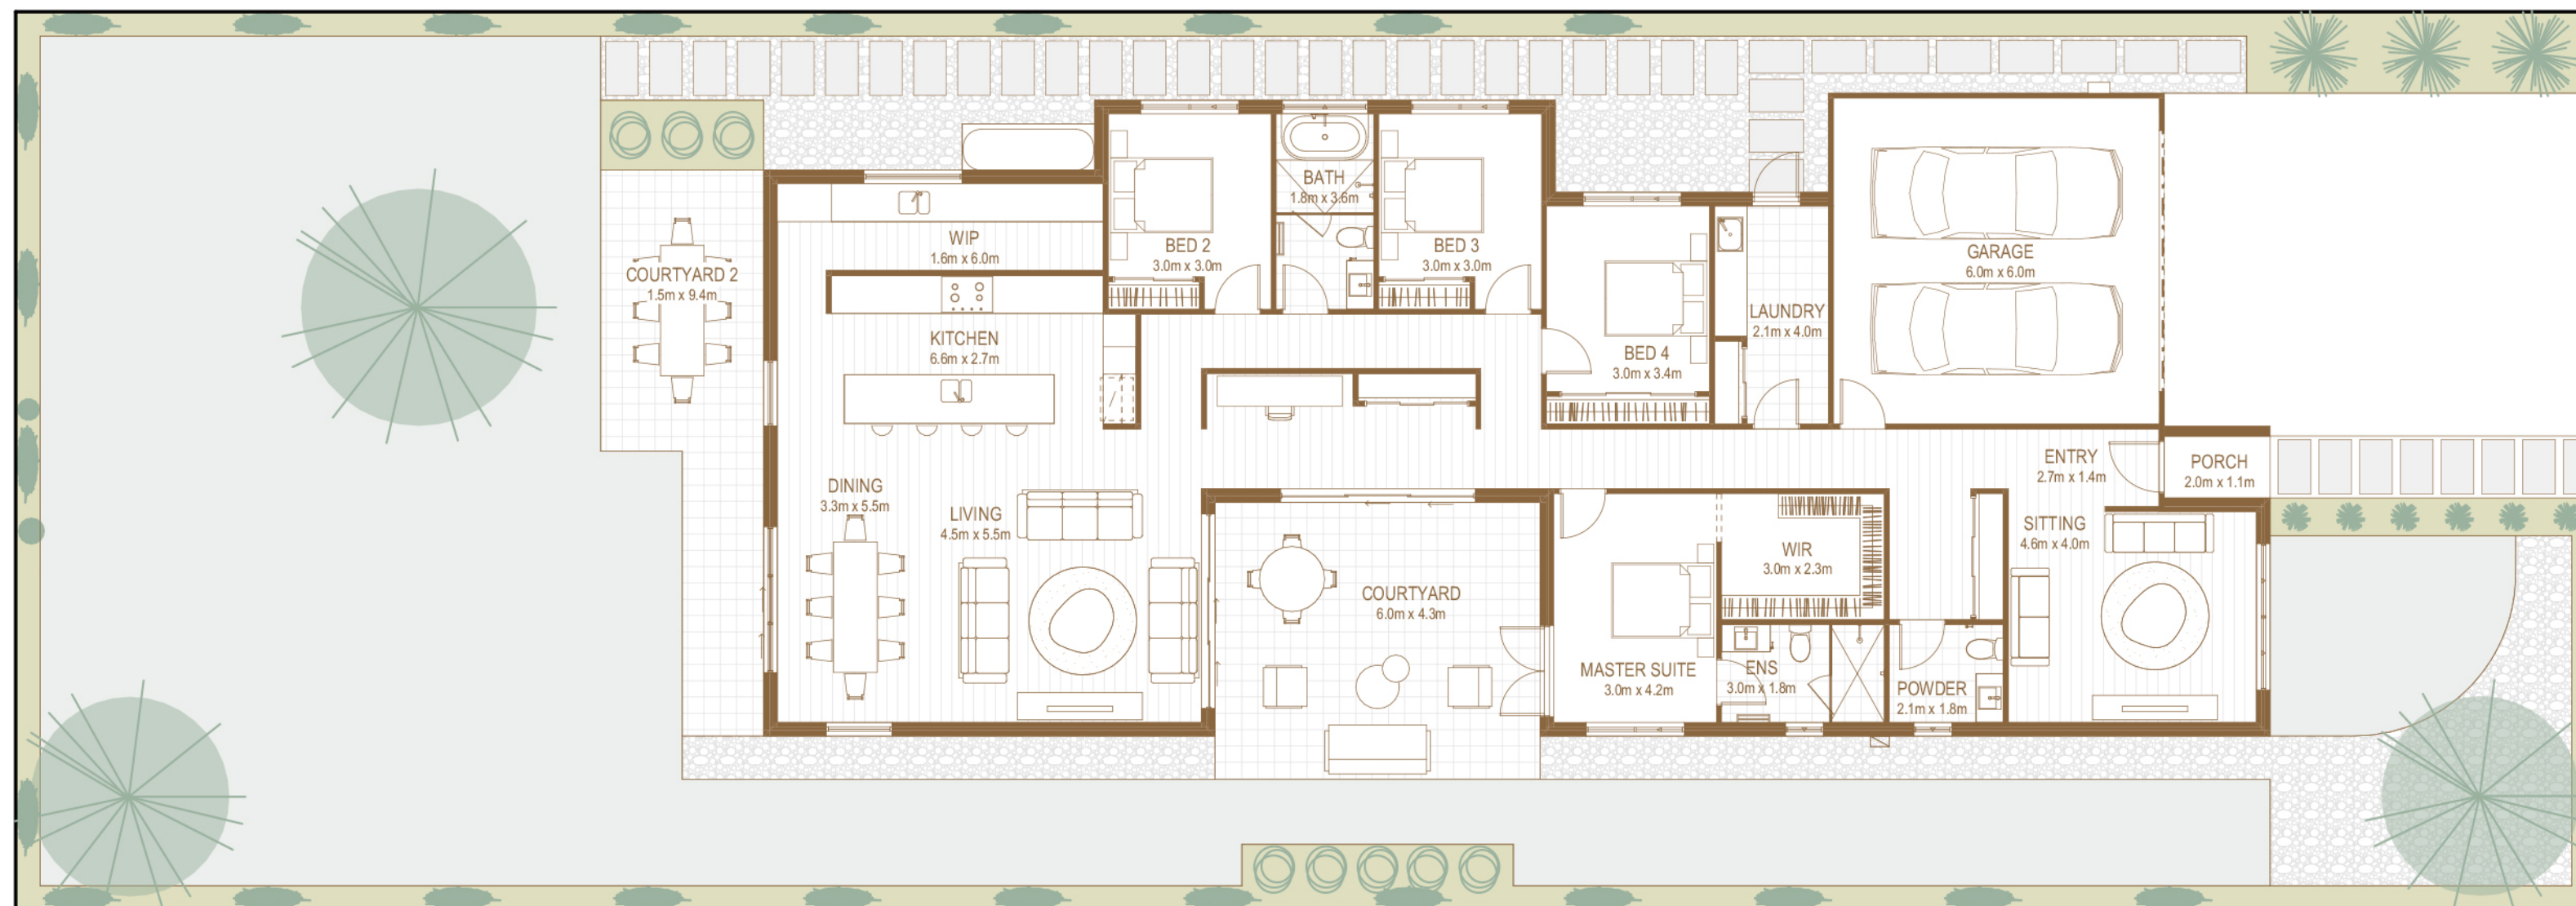 COURTYARD 2
1.5m x 9.4m
WIP
1.6m x 6.0m
KITCHEN
6.6m x 2.7m
DINING
3.3m x 5.5m
LIVING
4.5m x 5.5m
BED 2
3.0m x 3.0m
BATH
1.8m x 3.6m
BED 3
3.0m x 3.0m
BED 4
3.0m x 3.4m
LAUNDRY
2.1m x 4.0m
GARAGE
6.0m x 6.0m
ENTRY
2.7m x 1.4m
PORCH
2.0m x 1.1m
SITTING
4.6m x 4.0m
COURTYARD
6.0m x 4.3m
MASTER SUITE
3.0m x 4.2m
WIR
3.0m x 2.3m
ENS
3.0m x 1.8m
POWDER
2.1m x 1.8m